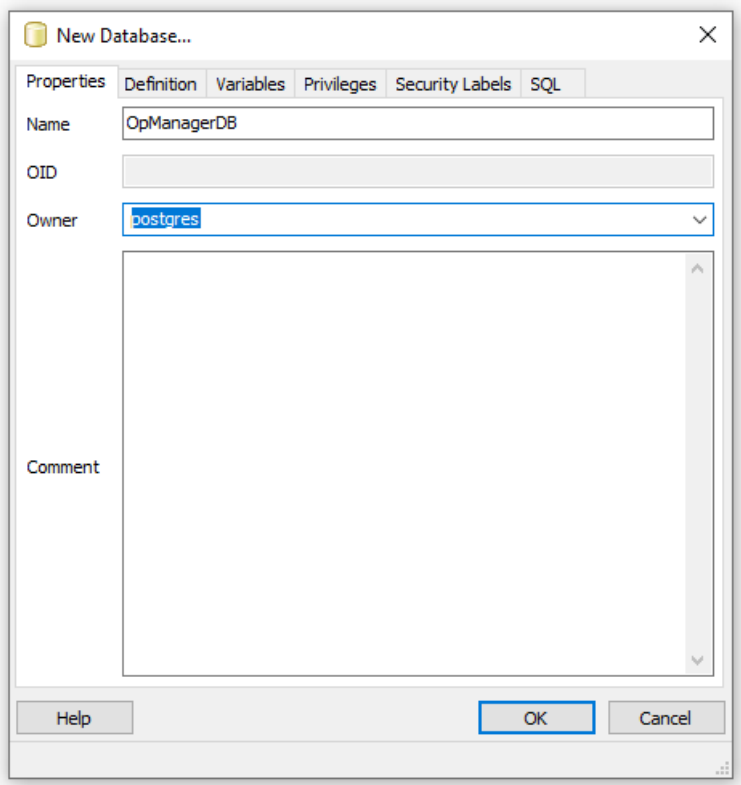 New Database...
Properties Definition Variables Privileges Security Labels SQL
Name OpManagerDB
OID
Owner postgres
Comment
Help OK Cancel